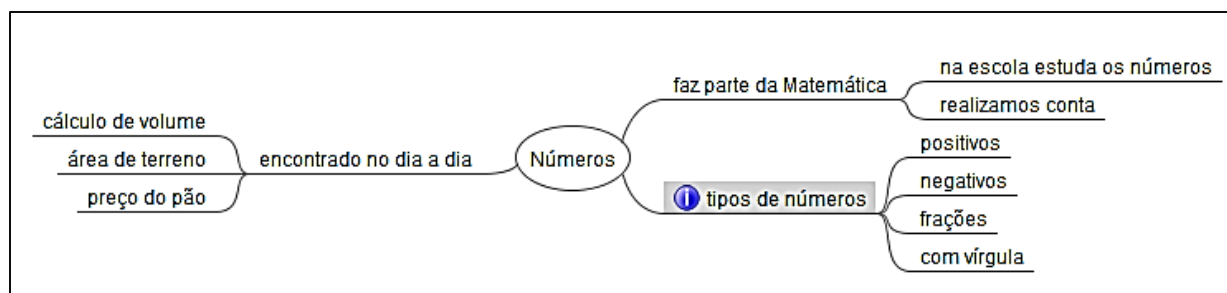 Números
encontrado no dia a dia
cálculo de volume
área de terreno
preço do pão
faz parte da Matemática
na escola estuda os números
realizamos conta
tipos de números
positivos
negativos
frações
com vírgula